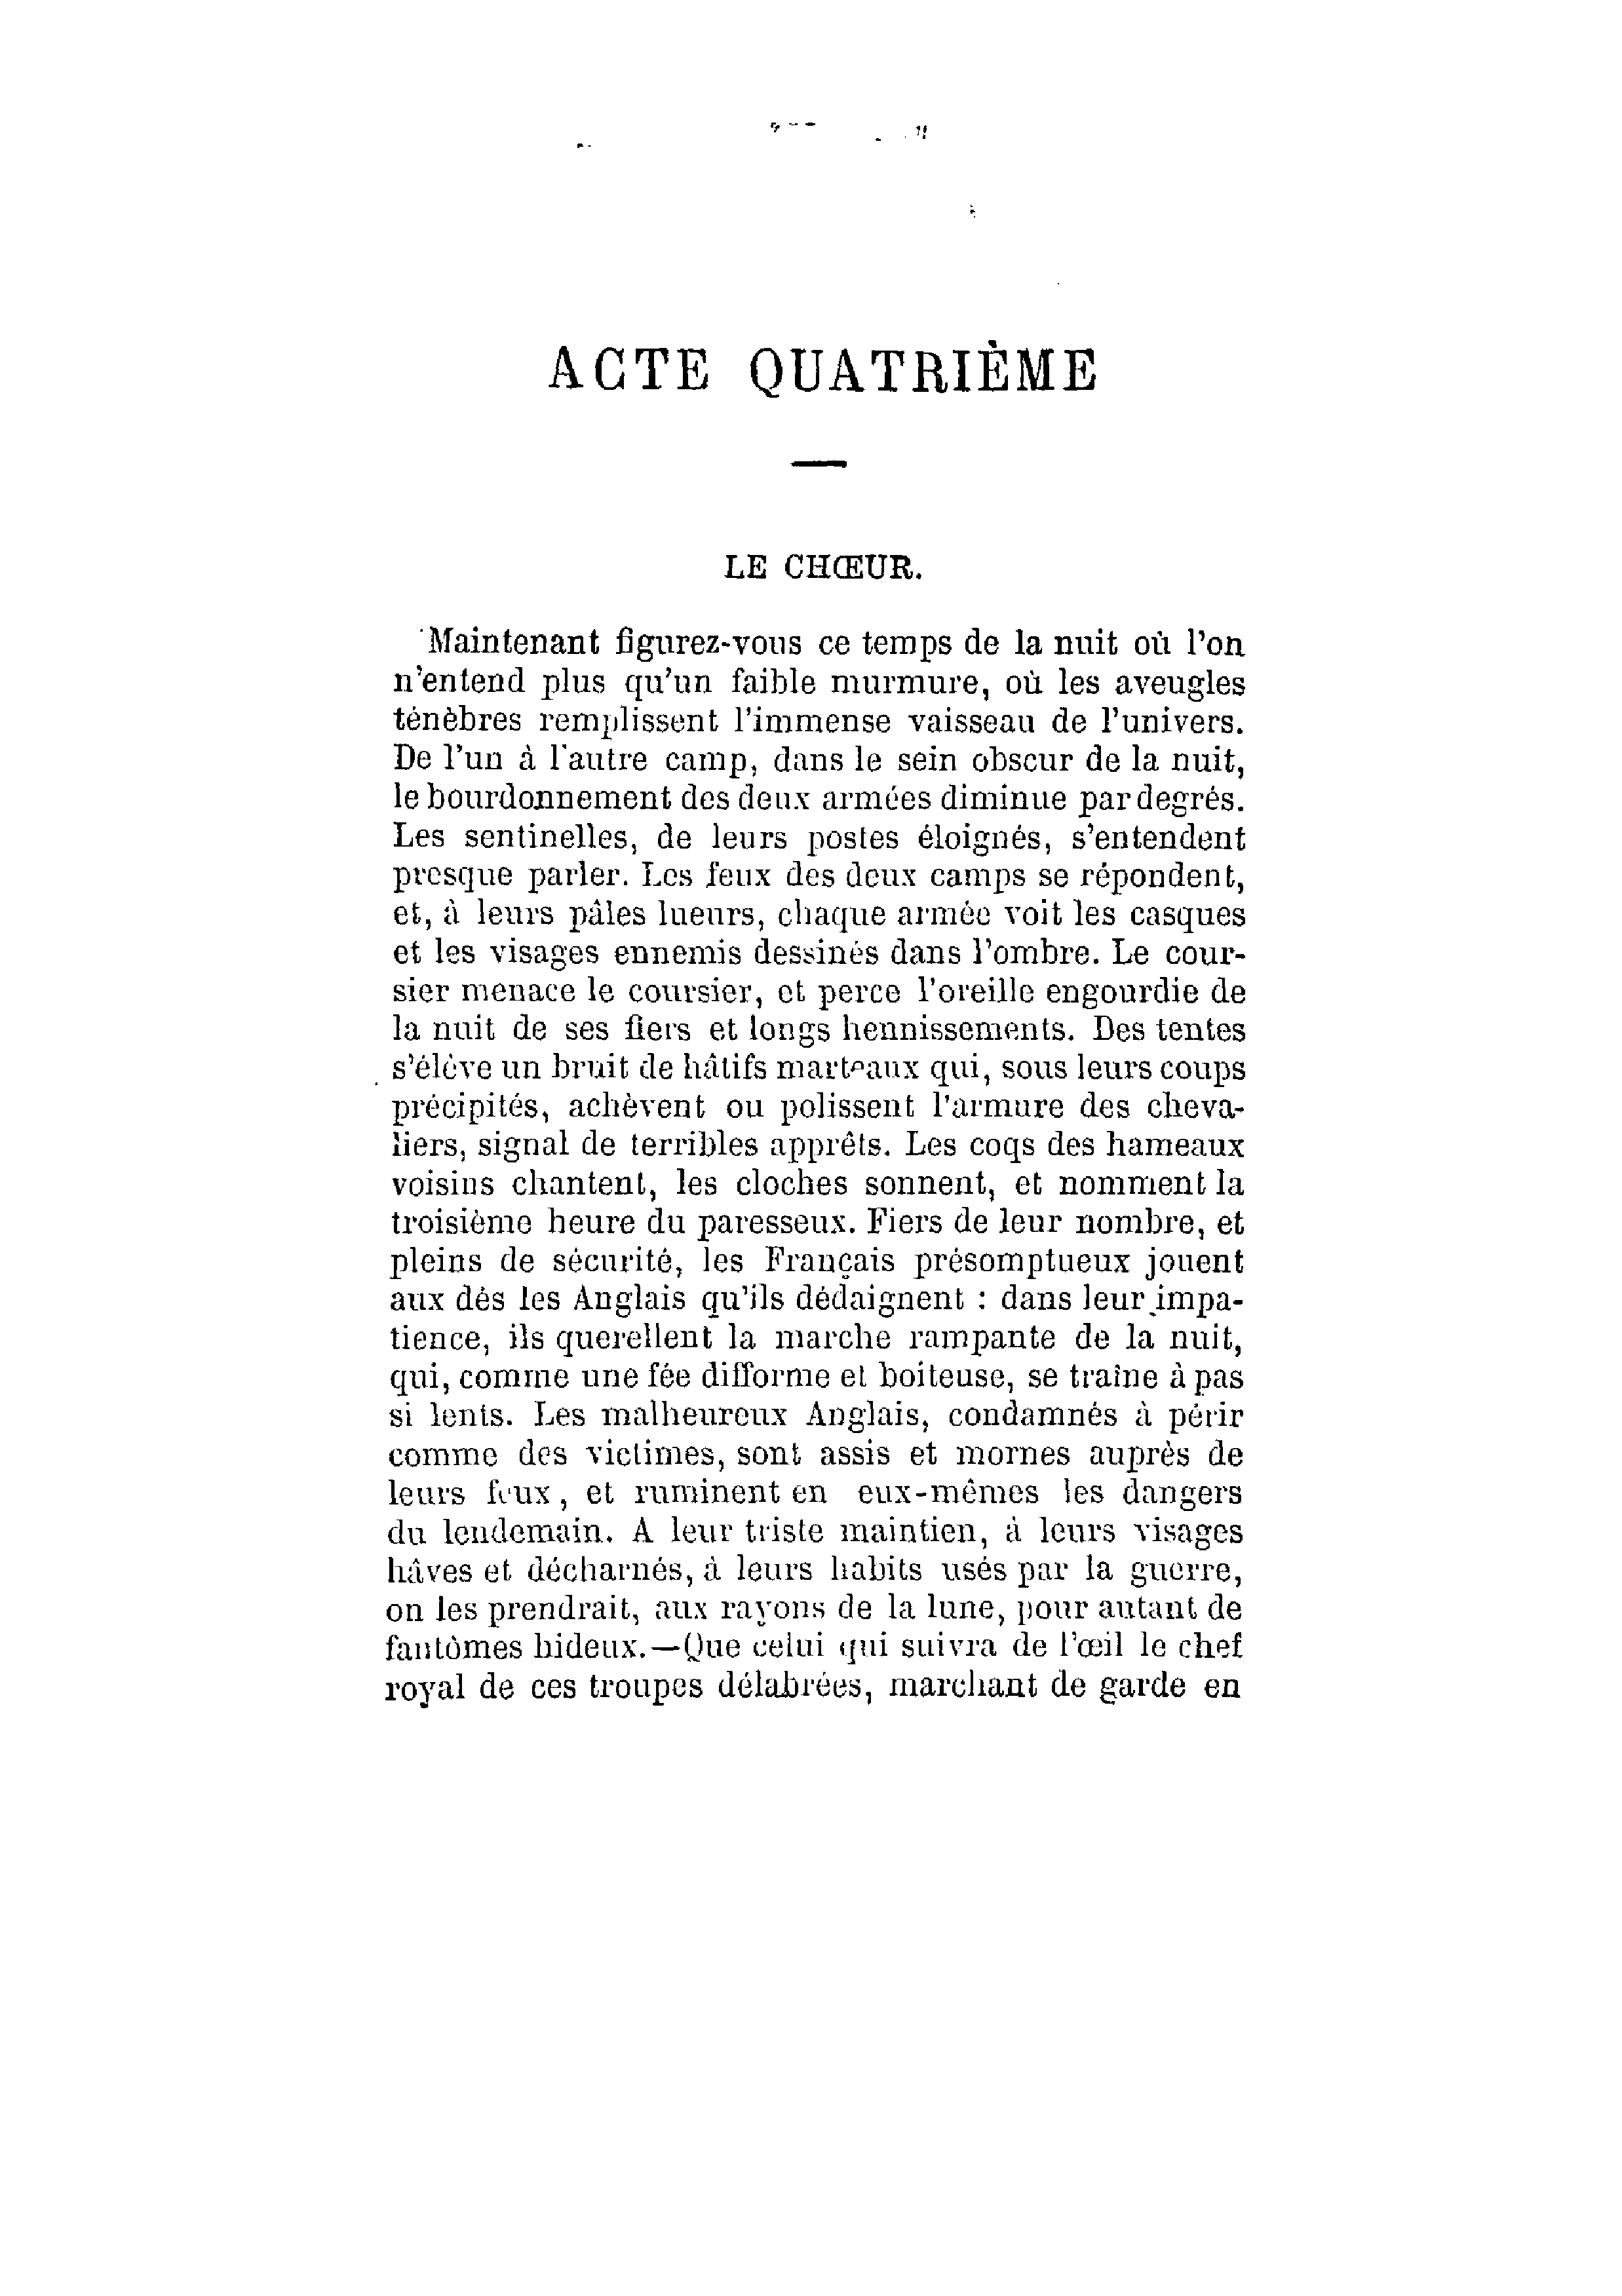 ACTE QUATRIÈME
LE CHŒUR.
Maintenant figurez-vous ce temps de la nuit où l'on
n'entend plus qu'un faible murmure, où les aveugles
ténèbres remplissent l'immense vaisseau de l'univers.
De l'un à l'autre camp, dans le sein obscur de la nuit,
le bourdonnement des deux armées diminue par degrés.
Les sentinelles, de leurs postes éloignés, s'entendent
presque parler. Les feux des deux camps se répondent,
et, à leurs pâles lueurs, chaque armée voit les casques
et les visages ennemis dessinés dans l'ombre. Le cour-
sier menace le coursier, et perce l'oreille engourdie de
la nuit de ses fiers et longs hennissements. Des tentes
s'élève un bruit de hâtifs marteaux qui, sous leurs coups
précipités, achèvent ou polissent l'armure des cheva-
liers, signal de terribles apprêts. Les coqs des hameaux
voisins chantent, les cloches sonnent, et nomment la
troisième heure du paresseux. Fiers de leur nombre, et
pleins de sécurité, les Français présomptueux jouent
aux dés les Anglais qu'ils dédaignent : dans leur impa-
tience, ils querellent la marche rampante de la nuit,
qui, comme une fée difforme et boiteuse, se traîne à pas
si lents. Les malheureux Anglais, condamnés à périr
comme des victimes, sont assis et mornes auprès de
leurs feux, et ruminent en eux-mêmes les dangers
du lendemain. A leur triste maintien, à leurs visages
hâves et décharnés, à leurs habits usés par la guerre,
on les prendrait, aux rayons de la lune, pour autant de
fantômes hideux.—Que celui qui suivra de l'œil le chef
royal de ces troupes délabrées, marchant de garde en